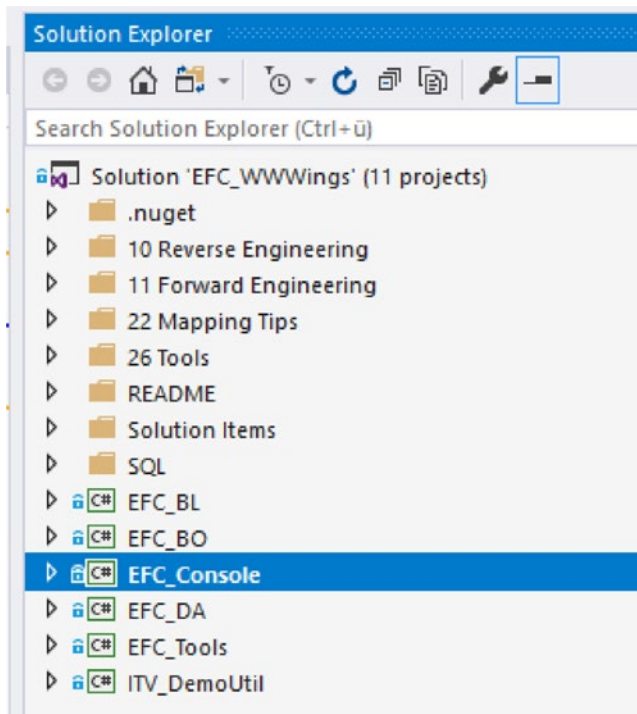 Solution Explorer
Search Solution Explorer (Ctrl+ü)
Solution 'EFC_WWWings' (11 projects)
.nuget
10 Reverse Engineering
11 Forward Engineering
22 Mapping Tips
26 Tools
README
Solution Items
SQL
C# EFC_BL
C# EFC_BO
C# EFC_Console
C# EFC_DA
C# EFC_Tools
C# ITV_DemoUtil